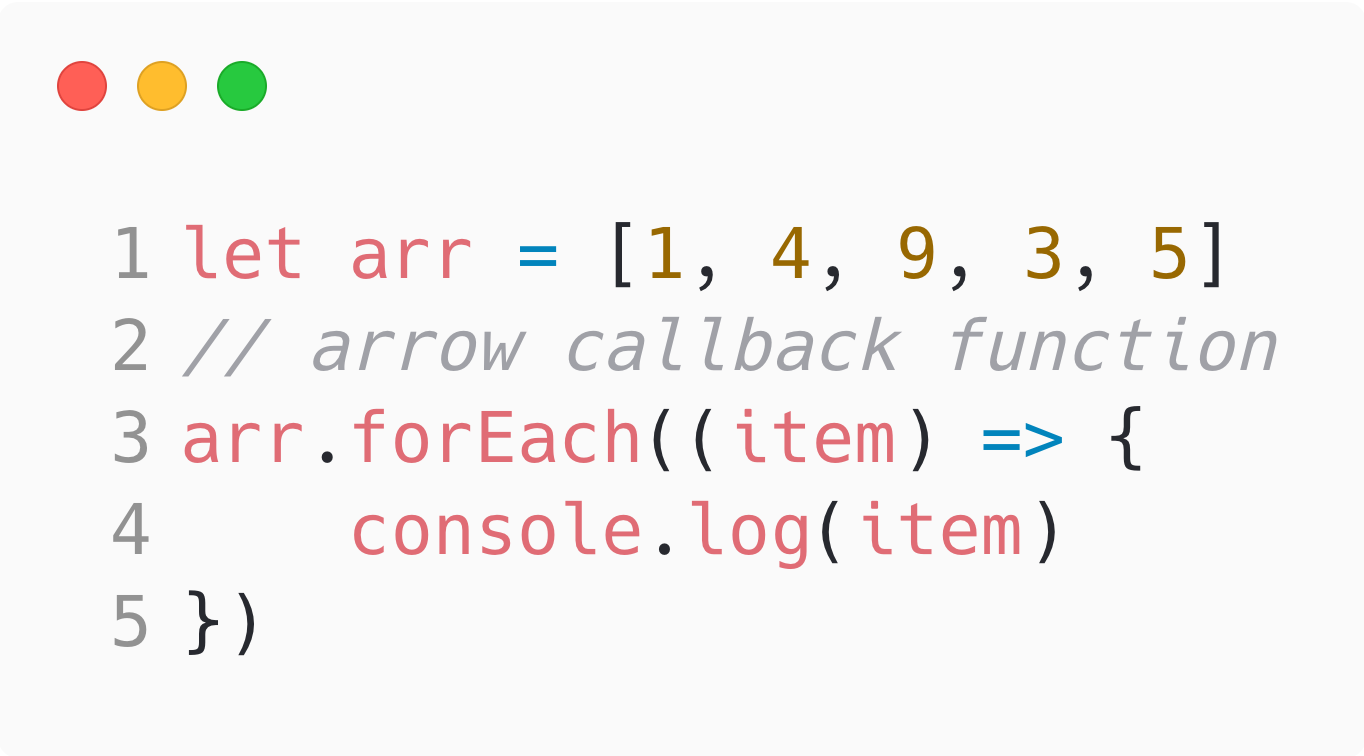 1 let arr = [1, 4, 9, 3, 5]
2 // arrow callback function
3 arr.forEach((item) => {
4     console.log(item)
5 })